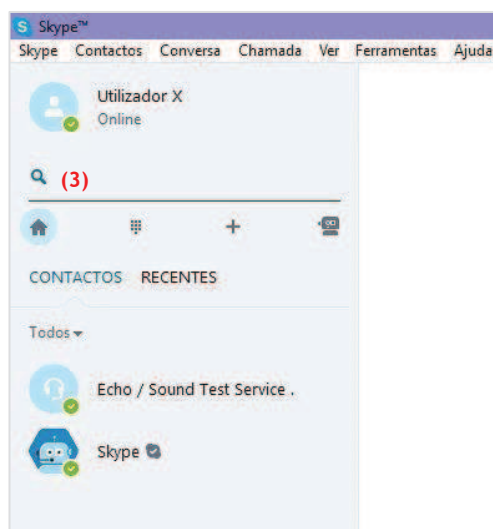 Skype™
Skype Contactos Conversa Chamada Ver Ferramentas Ajuda
Utilizador X
Online
(3)
CONTACTOS RECENTES
Todos
Echo / Sound Test Service .
Skype